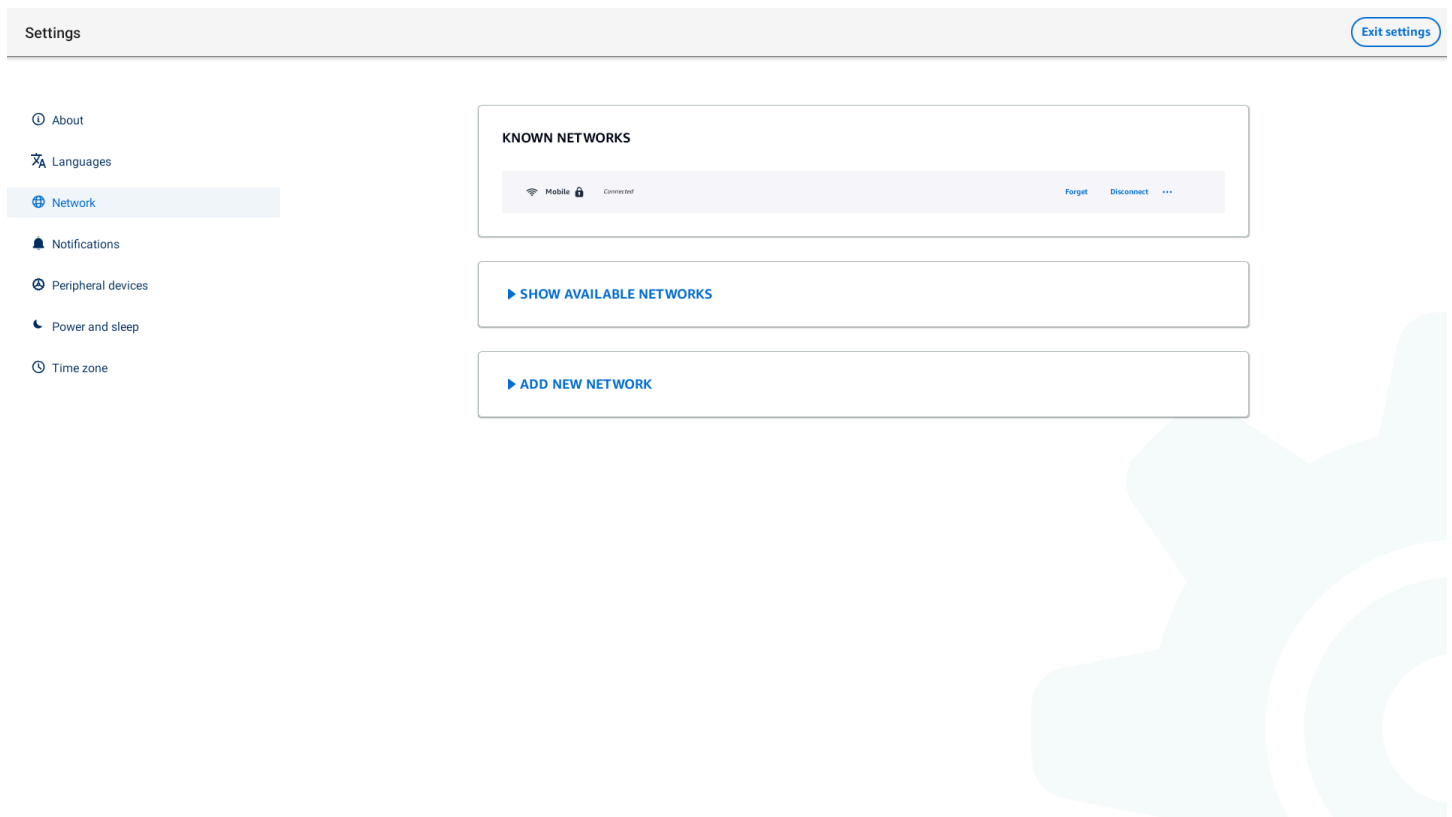 Settings
Exit settings
About
Languages
Network
Notifications
Peripheral devices
Power and sleep
Time zone
KNOWN NETWORKS
Mobile Connected Forget Disconnect ...
SHOW AVAILABLE NETWORKS
ADD NEW NETWORK